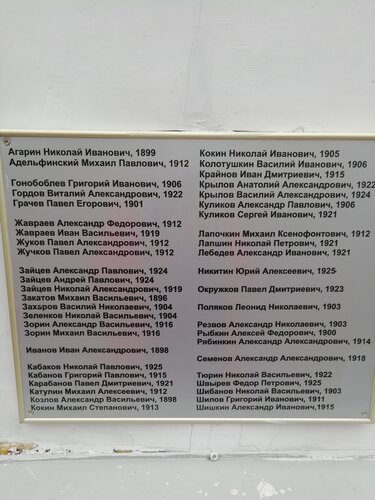 Агарин Николай Иванович, 1899
Адельфинский Михаил Павлович, 1912
Гонобоблев Григорий Иванович, 1906
Гордов Виталий Александрович, 1922
Грачев Павел Егорович, 1901
Жавраев Александр Федорович, 1912
Жавраев Иван Васильевич, 1919
Жуков Павел Александрович, 1912
Жучков Павел Александрович, 1912
Зайцев Александр Павлович, 1924
Зайцев Андрей Павлович, 1924
Зайцев Николай Александрович, 1919
Закатов Михаил Васильевич, 1896
Захаров Василий Николаевич, 1904
Зеленков Николай Васильевич, 1904
Зорин Александр Васильевич, 1916
Зорин Михаил Васильевич, 1916
Иванов Иван Александрович, 1898
Кабаков Николай Павлович, 1925
Кабанов Григорий Павлович, 1915
Карабанов Павел Дмитриевич, 1921
Катулин Михаил Алексеевич, 1912
Козлов Александр Васильевич, 1898
Кокин Михаил Степанович, 1913
Кокин Николай Иванович, 1905
Колотушкин Василий Иванович, 1906
Крайнов Иван Дмитриевич, 1915
Крылов Анатолий Александрович, 1922
Крылов Василий Александрович, 1924
Куликов Александр Павлович, 1906
Куликов Сергей Иванович, 1921
Лапочкин Михаил Ксенофонтович, 1912
Лапшин Николай Петрович, 1921
Лебедев Александр Иванович, 1921
Никитин Юрий Алексеевич, 1925
Окружков Павел Дмитриевич, 1923
Поляков Леонид Николаевич, 1903
Резвов Александр Николаевич, 1903
Рыбкин Алексей Федорович, 1900
Рябинкин Александр Александрович, 1914
Семенов Александр Александрович, 1918
Тюрин Николай Васильевич, 1922
Швырев Федор Петрович, 1925
Шибанов Николай Васильевич, 1903
Шилов Григорий Иванович, 1911
Шишкин Александр Иванович,1915